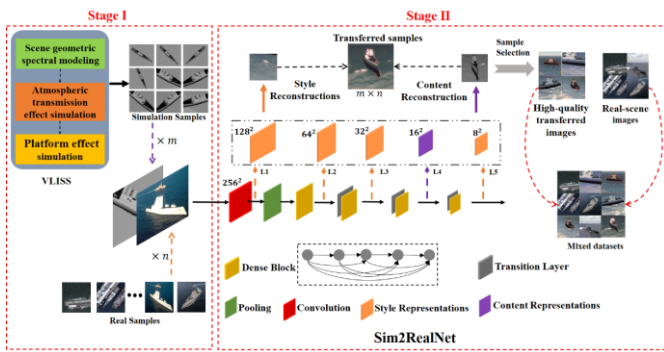 Stage I
Stage II
Scene geometric
spectral modeling
Atmospheric
transmission
effect simulation
Platform effect
simulation
VLISS
Simulation Samples
× m
× n
Real Samples
Transferred samples
m × n
Style
Reconstructions
Content
Reconstruction
Sample
Selection
High-quality
transferred
images
Real-scene
images
Mixed datasets
128²
64²
32²
16²
8²
256²
L1
L2
L3
L4
L5
Dense Block
Transition Layer
Pooling
Convolution
Style Representations
Content Representations
Sim2RealNet